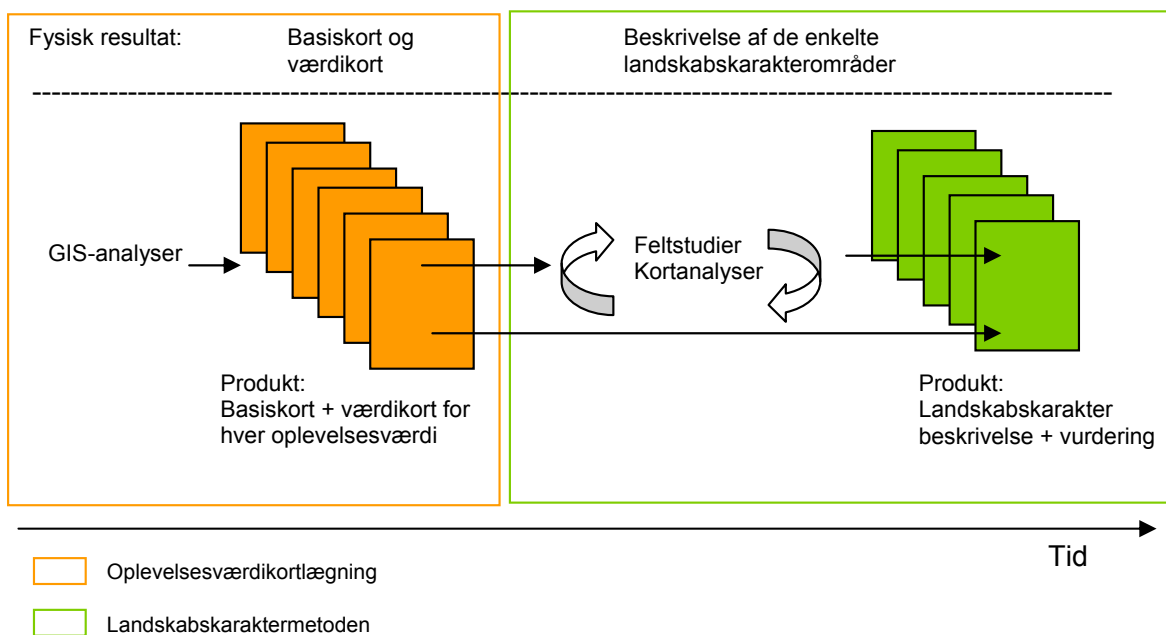 Fysisk resultat:
Basiskort og
værdikort
Beskrivelse af de enkelte
landskabskarakterområder
GIS-analyser
Feltstudier
Kortanalyser
Produkt:
Basiskort + værdikort for
hver oplevelsesværdi
Produkt:
Landskabskarakter
beskrivelse + vurdering
Tid
Oplevelsesværdikortlægning
Landskabskaraktermetoden